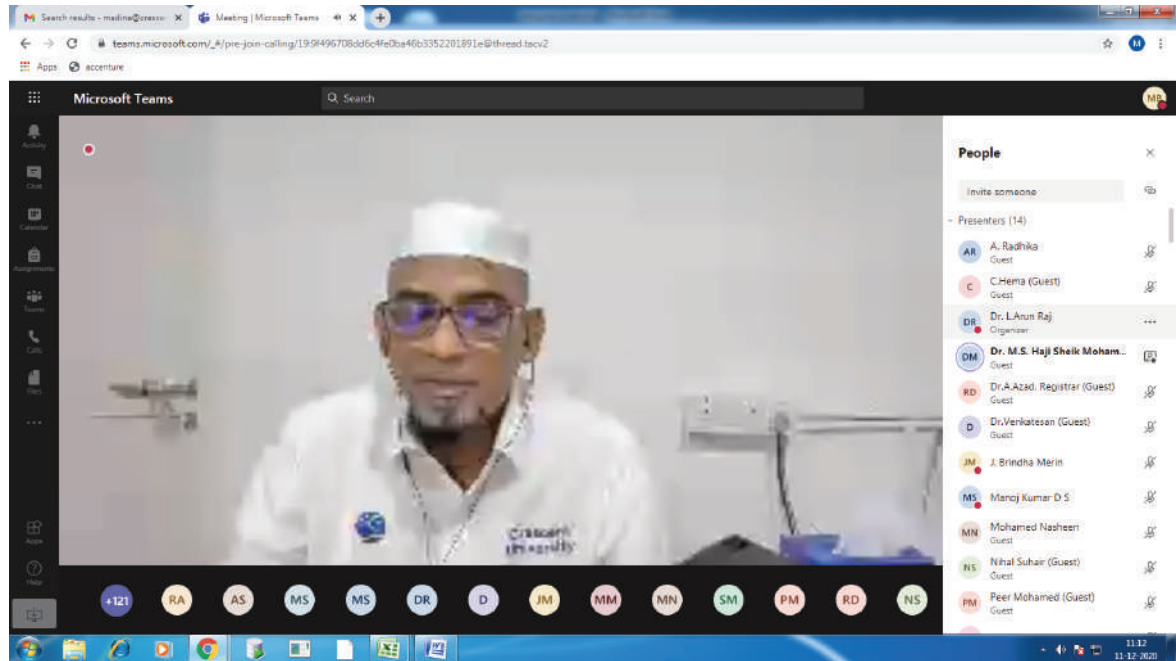 Search results - madina@cresce
Meeting | Microsoft Teams
teams.microsoft.com/_#/pre-join-calling/19:9f496708dd6c4fe0ba46b3352201891e@thread.tacv2
M
Apps
accenture
Microsoft Teams
Search
MB
Activity
Chat
Calendar
Assignments
Teams
Calls
Files
Apps
Help
Crescent
University
People
Invite someone
Presenters (14)
AR
A. Radhika
Guest
C
C.Hema (Guest)
Guest
DR
Dr. L.Arun Raj
Organizer
DM
Dr. M.S. Haji Sheik Moham...
Guest
RD
Dr.A.Azad. Registrar (Guest)
Guest
D
Dr.Venkatesan (Guest)
Guest
JM
J. Brindha Merin
MS
Manoj Kumar D S
MN
Mohamed Nasheen
Guest
NS
Nihal Suhair (Guest)
Guest
PM
Peer Mohamed (Guest)
Guest
+121
RA
AS
MS
MS
DR
D
JM
MM
MN
SM
PM
RD
NS
11:12
11-12-2020